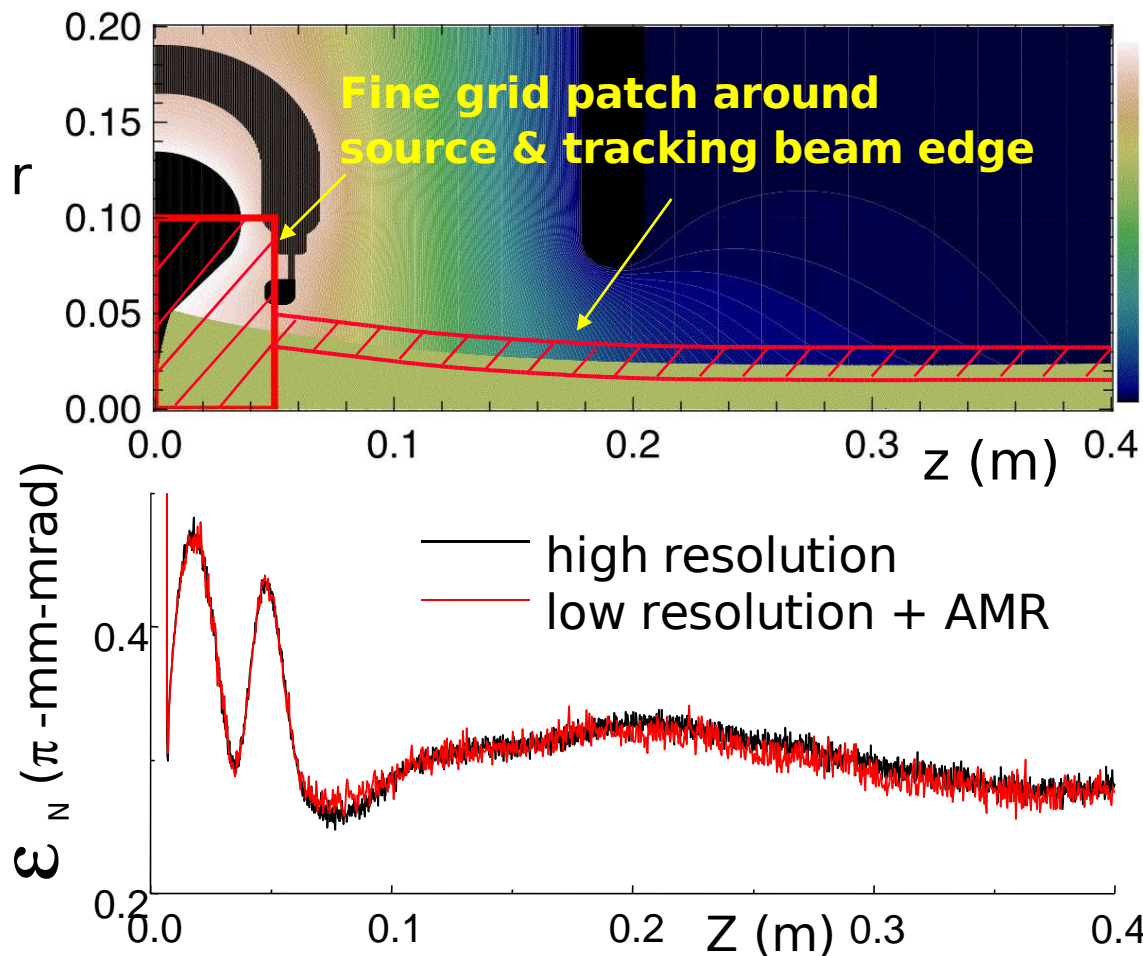 0.20
Fine grid patch around
source & tracking beam edge
0.15
r
0.10
0.05
0.00
0.0 0.1 0.2 0.3 0.4
z (m)
high resolution
low resolution + AMR
0.4
ε N (π -mm-mrad)
0.2
0.0 0.1 0.2 Z (m) 0.3 0.4